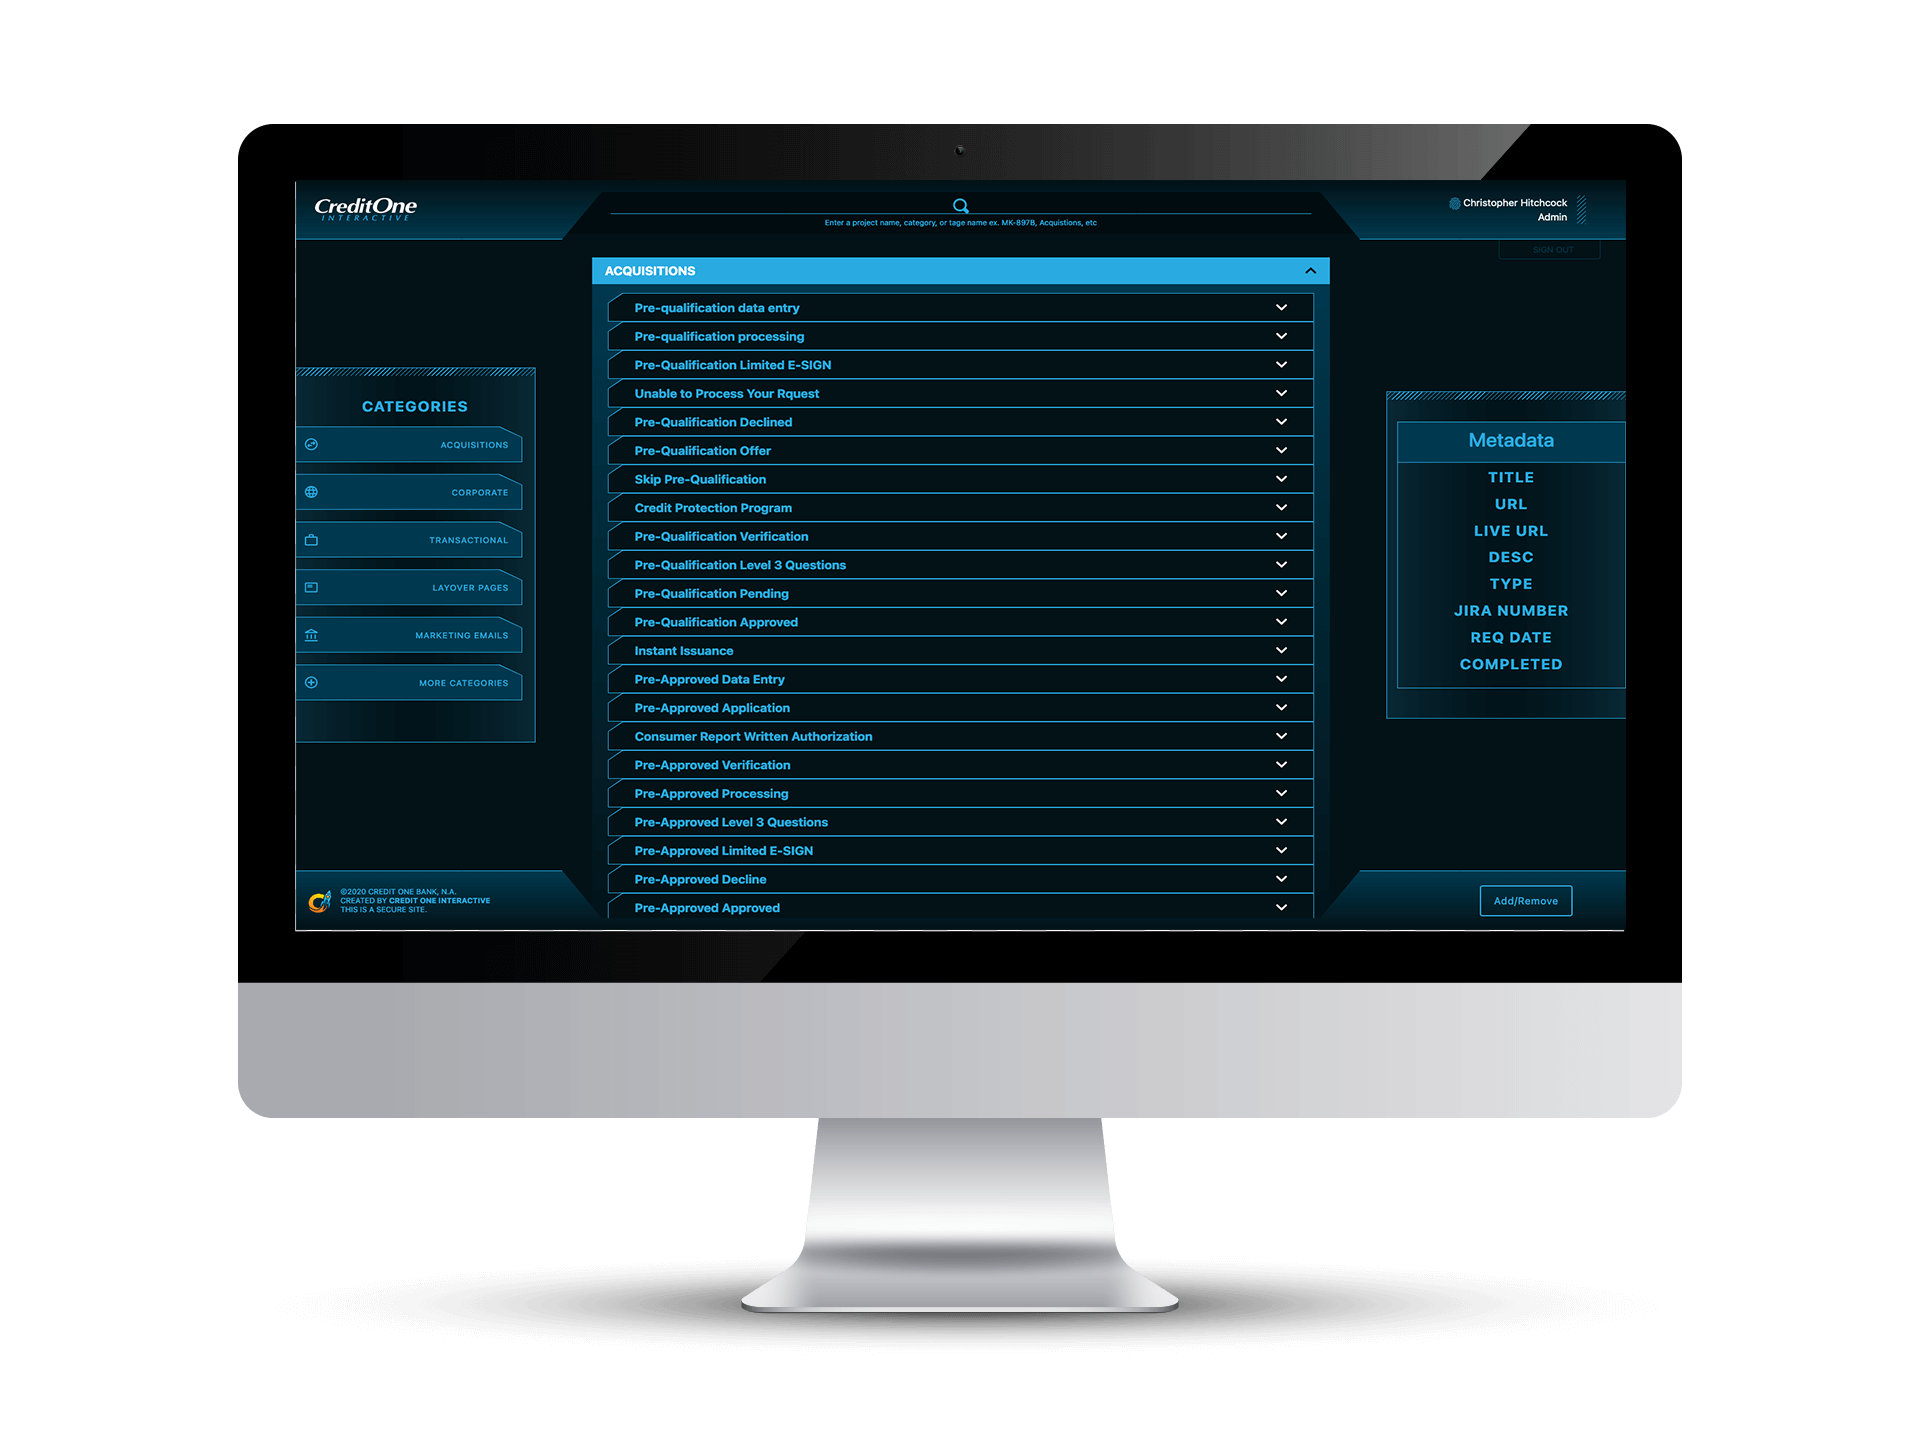 CreditOne
INTERACTIVE
Enter a project name, category, or tage name ex. MK-897B, Acquistions, etc
Christopher Hitchcock
Admin
SIGN OUT
CATEGORIES
ACQUISITIONS
CORPORATE
TRANSACTIONAL
LAYOVER PAGES
MARKETING EMAILS
MORE CATEGORIES
ACQUISITIONS
Pre-qualification data entry
Pre-qualification processing
Pre-Qualification Limited E-SIGN
Unable to Process Your Rquest
Pre-Qualification Declined
Pre-Qualification Offer
Skip Pre-Qualification
Credit Protection Program
Pre-Qualification Verification
Pre-Qualification Level 3 Questions
Pre-Qualification Pending
Pre-Qualification Approved
Instant Issuance
Pre-Approved Data Entry
Pre-Approved Application
Consumer Report Written Authorization
Pre-Approved Verification
Pre-Approved Processing
Pre-Approved Level 3 Questions
Pre-Approved Limited E-SIGN
Pre-Approved Decline
Pre-Approved Approved
Metadata
TITLE
URL
LIVE URL
DESC
TYPE
JIRA NUMBER
REQ DATE
COMPLETED
©2020 CREDIT ONE BANK, N.A.
CREATED BY CREDIT ONE INTERACTIVE
THIS IS A SECURE SITE.
Add/Remove